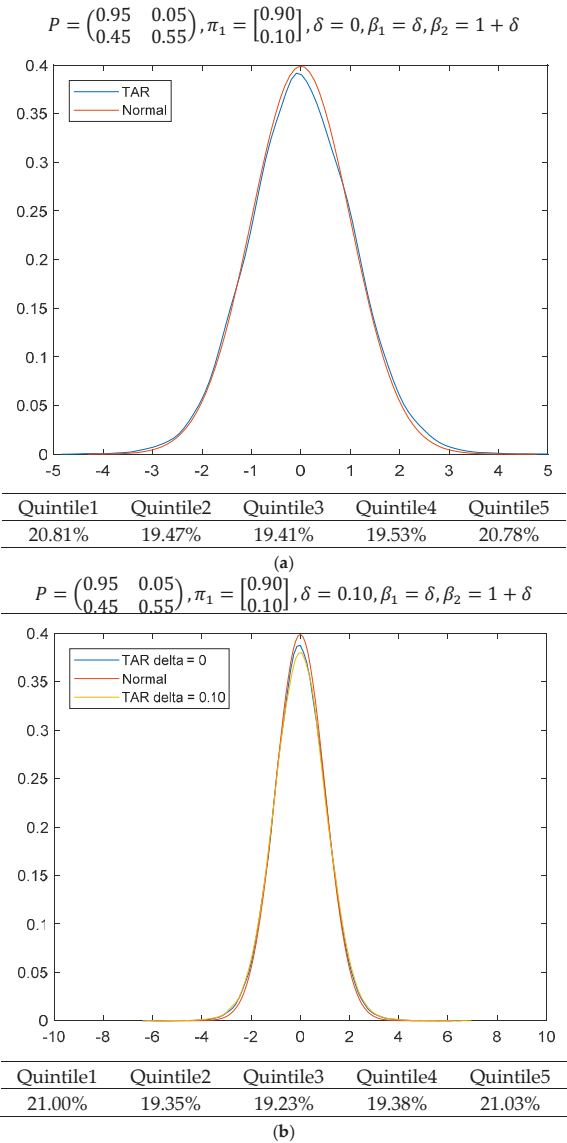 P = (0.95 0.05
0.45 0.55), π₁ = [0.90
0.10], δ = 0, β₁ = δ, β₂ = 1 + δ
0.4
0.35
0.3
0.25
0.2
0.15
0.1
0.05
0
TAR
Normal
-5 -4 -3 -2 -1 0 1 2 3 4 5
Quintile1 Quintile2 Quintile3 Quintile4 Quintile5
20.81% 19.47% 19.41% 19.53% 20.78%
(a)
P = (0.95 0.05
0.45 0.55), π₁ = [0.90
0.10], δ = 0.10, β₁ = δ, β₂ = 1 + δ
0.4
0.35
0.3
0.25
0.2
0.15
0.1
0.05
0
TAR delta = 0
Normal
TAR delta = 0.10
-10 -8 -6 -4 -2 0 2 4 6 8 10
Quintile1 Quintile2 Quintile3 Quintile4 Quintile5
21.00% 19.35% 19.23% 19.38% 21.03%
(b)